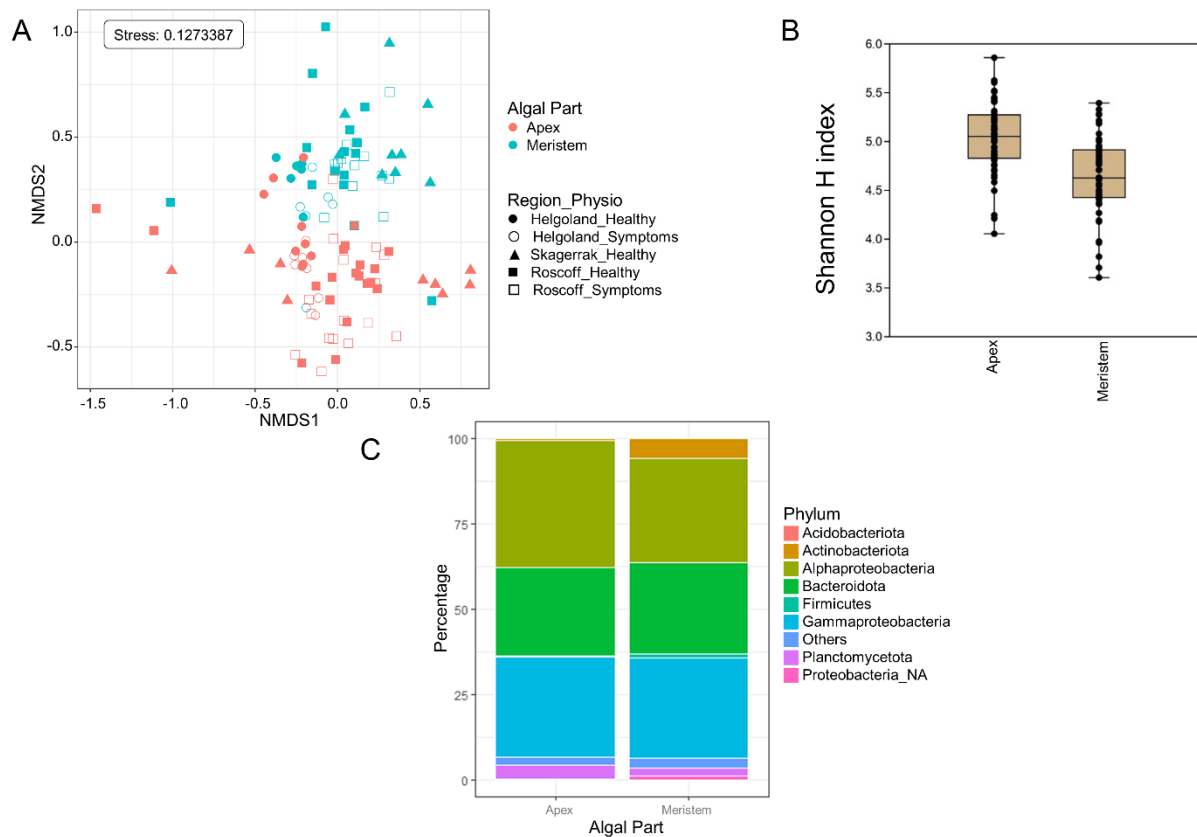 A
Stress: 0.1273387
1.0
0.5
0.0
-0.5
NMDS2
-1.5
-1.0
-0.5
0.0
0.5
NMDS1
Algal Part
Apex
Meristem
Region_Physio
Helgoland_Healthy
Helgoland_Symptoms
Skagerrak_Healthy
Roscoff_Healthy
Roscoff_Symptoms
B
6.0
5.5
5.0
4.5
4.0
3.5
3.0
Shannon H index
Apex
Meristem
C
100
75
50
25
0
Percentage
Apex
Meristem
Algal Part
Phylum
Acidobacteriota
Actinobacteriota
Alphaproteobacteria
Bacteroidota
Firmicutes
Gammaproteobacteria
Others
Planctomycetota
Proteobacteria_NA